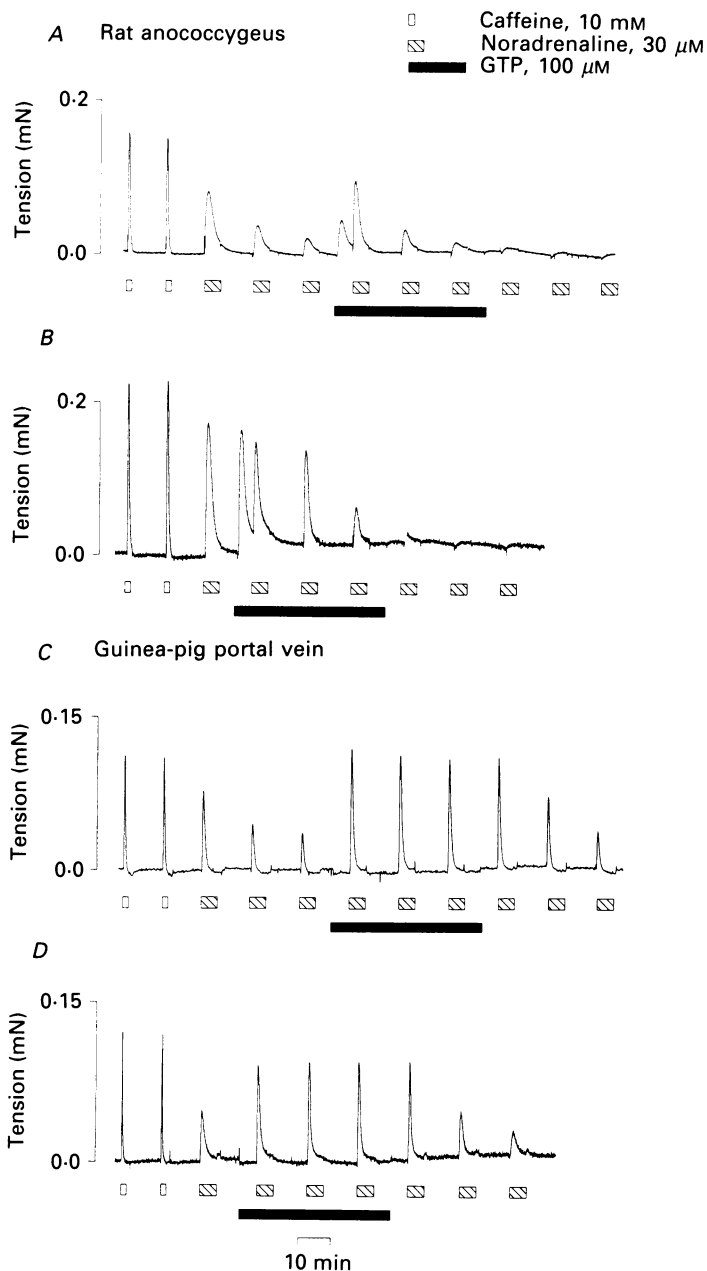 A Rat anococcygeus
Caffeine, 10 mM
Noradrenaline, 30 μM
GTP, 100 μM
Tension (mN)
0·2
0·0
B
Tension (mN)
0·2
0·0
C Guinea-pig portal vein
Tension (mN)
0·15
0·0
D
Tension (mN)
0·15
0·0
10 min